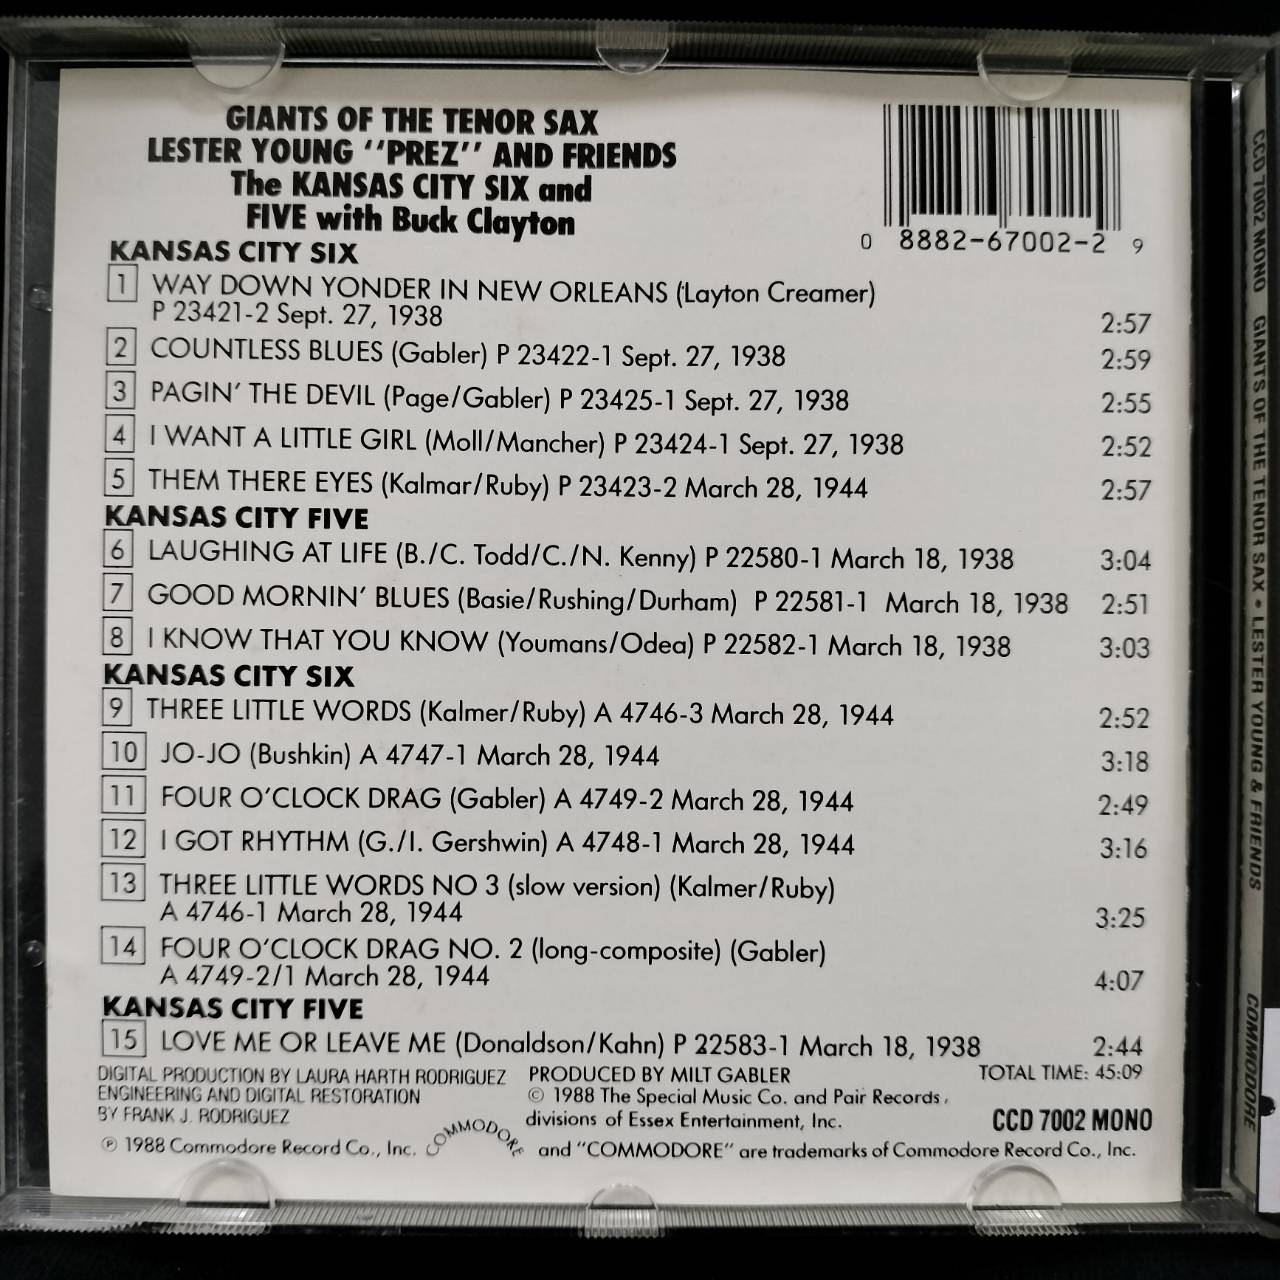 GIANTS OF THE TENOR SAX
LESTER YOUNG "PREZ" AND FRIENDS
The KANSAS CITY SIX and
FIVE with Buck Clayton
0 8882-67002-2 9
KANSAS CITY SIX
1 WAY DOWN YONDER IN NEW ORLEANS (Layton Creamer)
P 23421-2 Sept. 27, 1938 2:57
2 COUNTLESS BLUES (Gabler) P 23422-1 Sept. 27, 1938 2:59
3 PAGIN' THE DEVIL (Page/Gabler) P 23425-1 Sept. 27, 1938 2:55
4 I WANT A LITTLE GIRL (Moll/Mancher) P 23424-1 Sept. 27, 1938 2:52
5 THEM THERE EYES (Kalmar/Ruby) P 23423-2 March 28, 1944 2:57
KANSAS CITY FIVE
6 LAUGHING AT LIFE (B./C. Todd/C./N. Kenny) P 22580-1 March 18, 1938 3:04
7 GOOD MORNIN' BLUES (Basie/Rushing/Durham) P 22581-1 March 18, 1938 2:51
8 I KNOW THAT YOU KNOW (Youmans/Odea) P 22582-1 March 18, 1938 3:03
KANSAS CITY SIX
9 THREE LITTLE WORDS (Kalmer/Ruby) A 4746-3 March 28, 1944 2:52
10 JO-JO (Bushkin) A 4747-1 March 28, 1944 3:18
11 FOUR O'CLOCK DRAG (Gabler) A 4749-2 March 28, 1944 2:49
12 I GOT RHYTHM (G./I. Gershwin) A 4748-1 March 28, 1944 3:16
13 THREE LITTLE WORDS NO 3 (slow version) (Kalmer/Ruby)
A 4746-1 March 28, 1944 3:25
14 FOUR O'CLOCK DRAG NO. 2 (long-composite) (Gabler)
A 4749-2/1 March 28, 1944 4:07
KANSAS CITY FIVE
15 LOVE ME OR LEAVE ME (Donaldson/Kahn) P 22583-1 March 18, 1938 2:44
TOTAL TIME: 45:09
DIGITAL PRODUCTION BY LAURA HARTH RODRIGUEZ
ENGINEERING AND DIGITAL RESTORATION
BY FRANK J. RODRIGUEZ
℗ 1988 Commodore Record Co., Inc.
PRODUCED BY MILT GABLER
© 1988 The Special Music Co. and Pair Records,
divisions of Essex Entertainment, Inc.
CCD 7002 MONO
COMMODORE and "COMMODORE" are trademarks of Commodore Record Co., Inc.
CCD 7002 MONO GIANTS OF THE TENOR SAX • LESTER YOUNG & FRIENDS COMMODORE